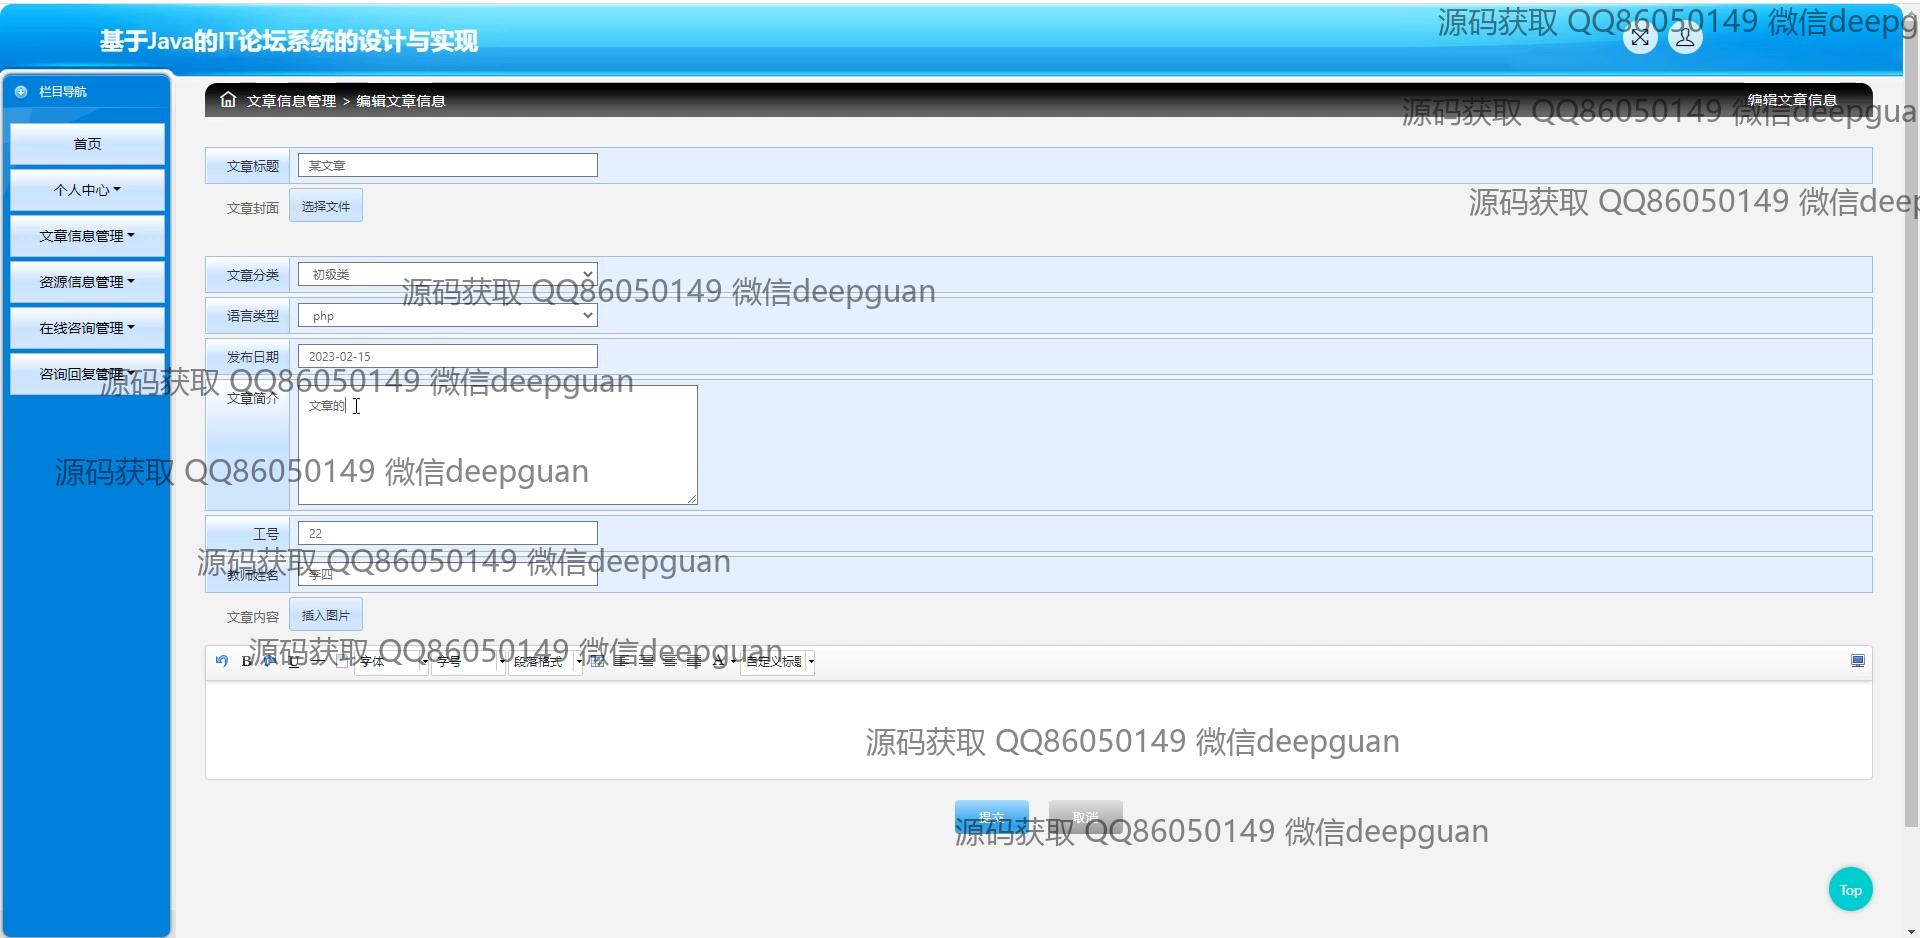 源码获取 QQ86050149 微信deepg
基于Java的IT论坛系统的设计与实现
栏目导航
文章信息管理 > 编辑文章信息
编辑文章信息
源码获取 QQ86050149 微信deepgua
首页
文章标题 某文章
个人中心
文章封面 选择文件
源码获取 QQ86050149 微信deep
文章信息管理
文章分类 初级类
资源信息管理
源码获取 QQ86050149 微信deepguan
语言类型 php
在线咨询管理
发布日期 2023-02-15
咨询回复管理
源码获取 QQ86050149 微信deepguan
文章简介 文章的
源码获取 QQ86050149 微信deepguan
工号 22
源码获取 QQ86050149 微信deepguan
教师姓名 李四
文章内容 插入图片
源码获取 QQ86050149 微信deepguan
B U 字体 字号 段落格式 A 自定义标题
源码获取 QQ86050149 微信deepguan
提交 取消
源码获取 QQ86050149 微信deepguan
Top